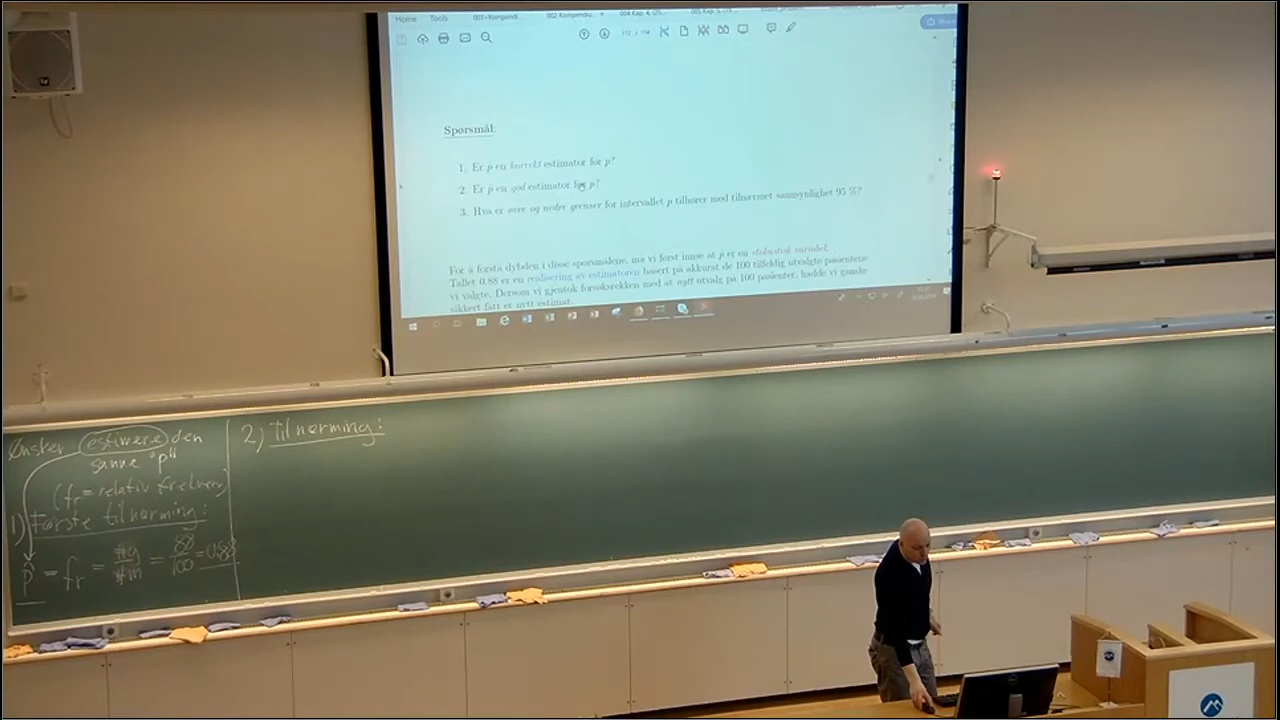 Home Tools
112 / 114
Spørsmål:
1. Er p̂ en korrekt estimator for p?
2. Er p̂ en god estimator for p?
3. Hva er øvre og nedre grenser for intervallet p tilhører med tilnærmet sannsynlighet 95 %?
For å forstå dybden i disse spørsmålene, må vi først innse at p̂ er en stokastisk variabel.
Tallet 0.88 er en realisering av estimatoren basert på akkurat de 100 tilfeldig utvalgte pasientene
vi valgte. Dersom vi gjentok forsøksrekken med at nytt utvalg på 100 pasienter, hadde vi ganske
sikkert fått et nytt estimat.
Ønsker estimere den
sanne "p"
(fr = relativ frekvens)
1) Første tilnærming:
p̂ = fr = #g/#m = 88/100 = 0.88
2) Tilnærming: